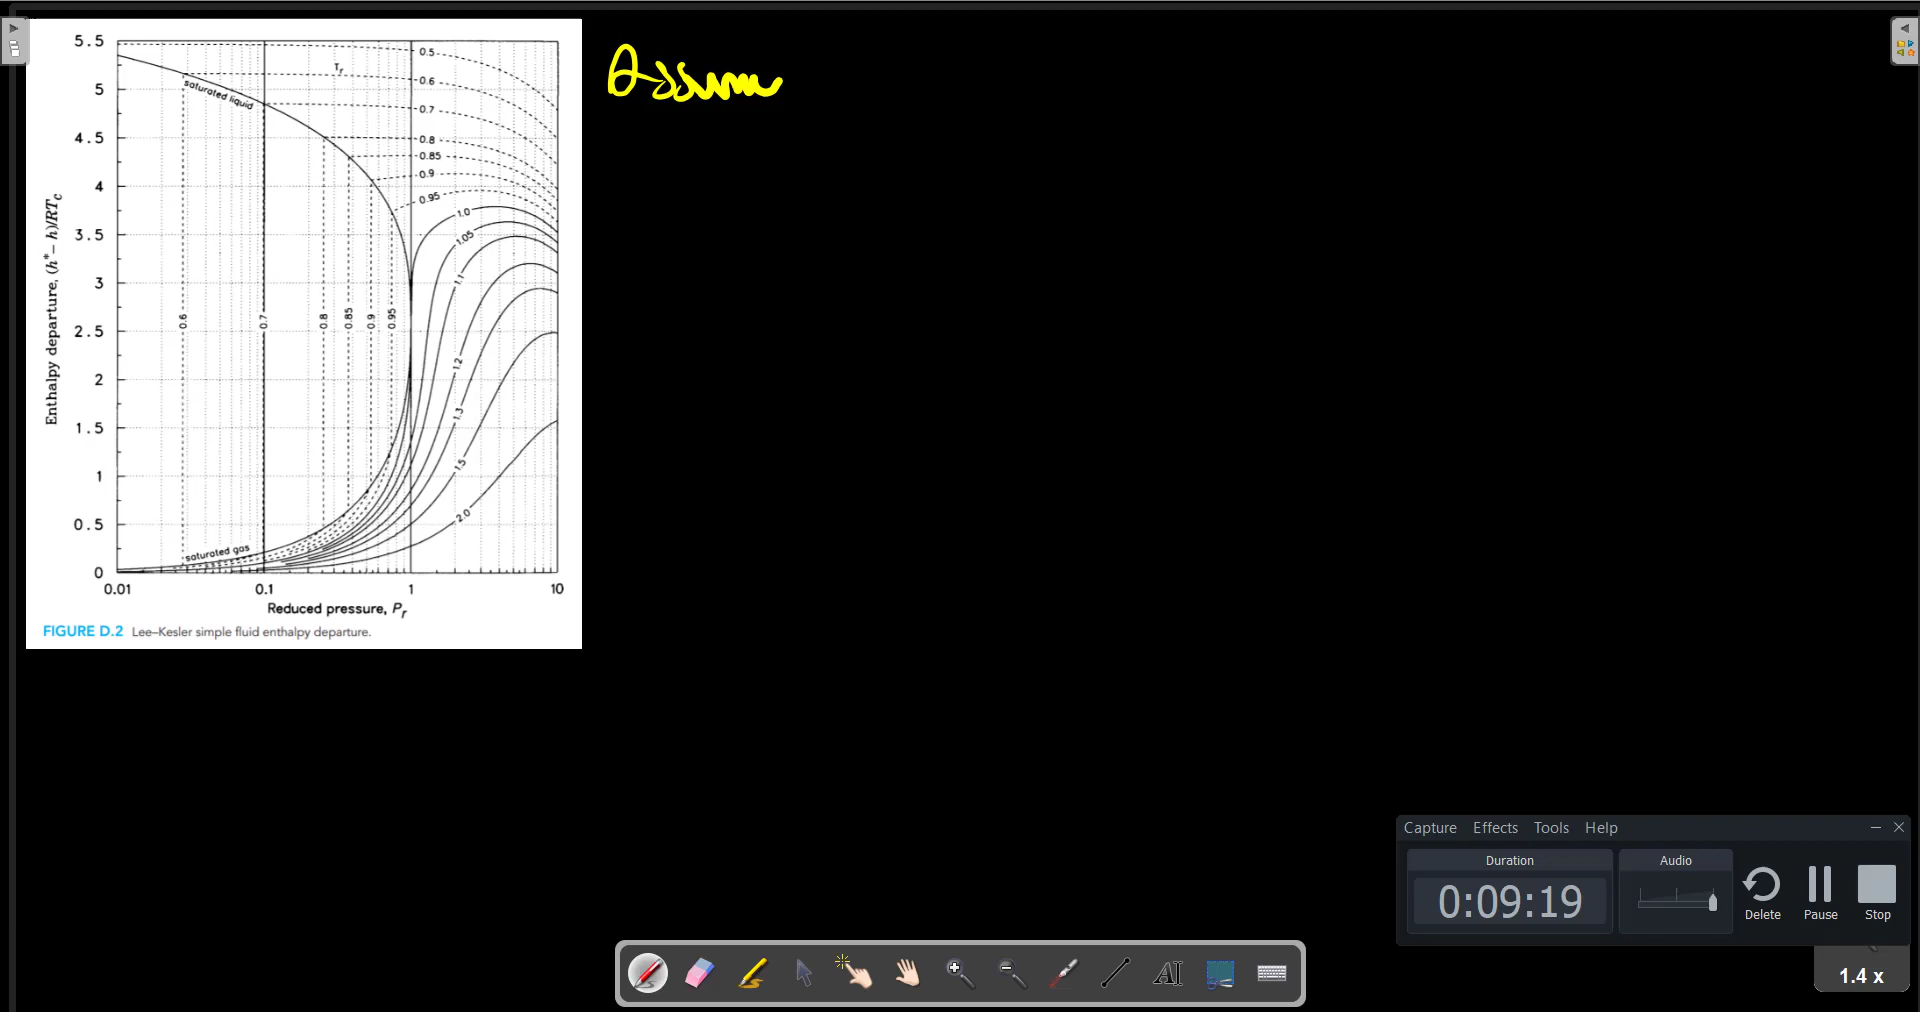 5.5
5
4.5
4
3.5
3
2.5
2
1.5
1
0.5
0
Enthalpy departure, (h* – h)/RTc
Tr
saturated liquid
0.5
0.6
0.7
0.8
0.85
0.9
0.95
1.0
1.05
1.1
0.6
0.7
0.8
0.85
0.9
0.95
1.2
1.3
1.5
2.0
saturated gas
0.01
0.1
1
10
Reduced pressure, Pr
FIGURE D.2 Lee–Kesler simple fluid enthalpy departure.
Assume
Capture Effects Tools Help
Duration
Audio
0:09:19
Delete
Pause
Stop
AI
1.4 x